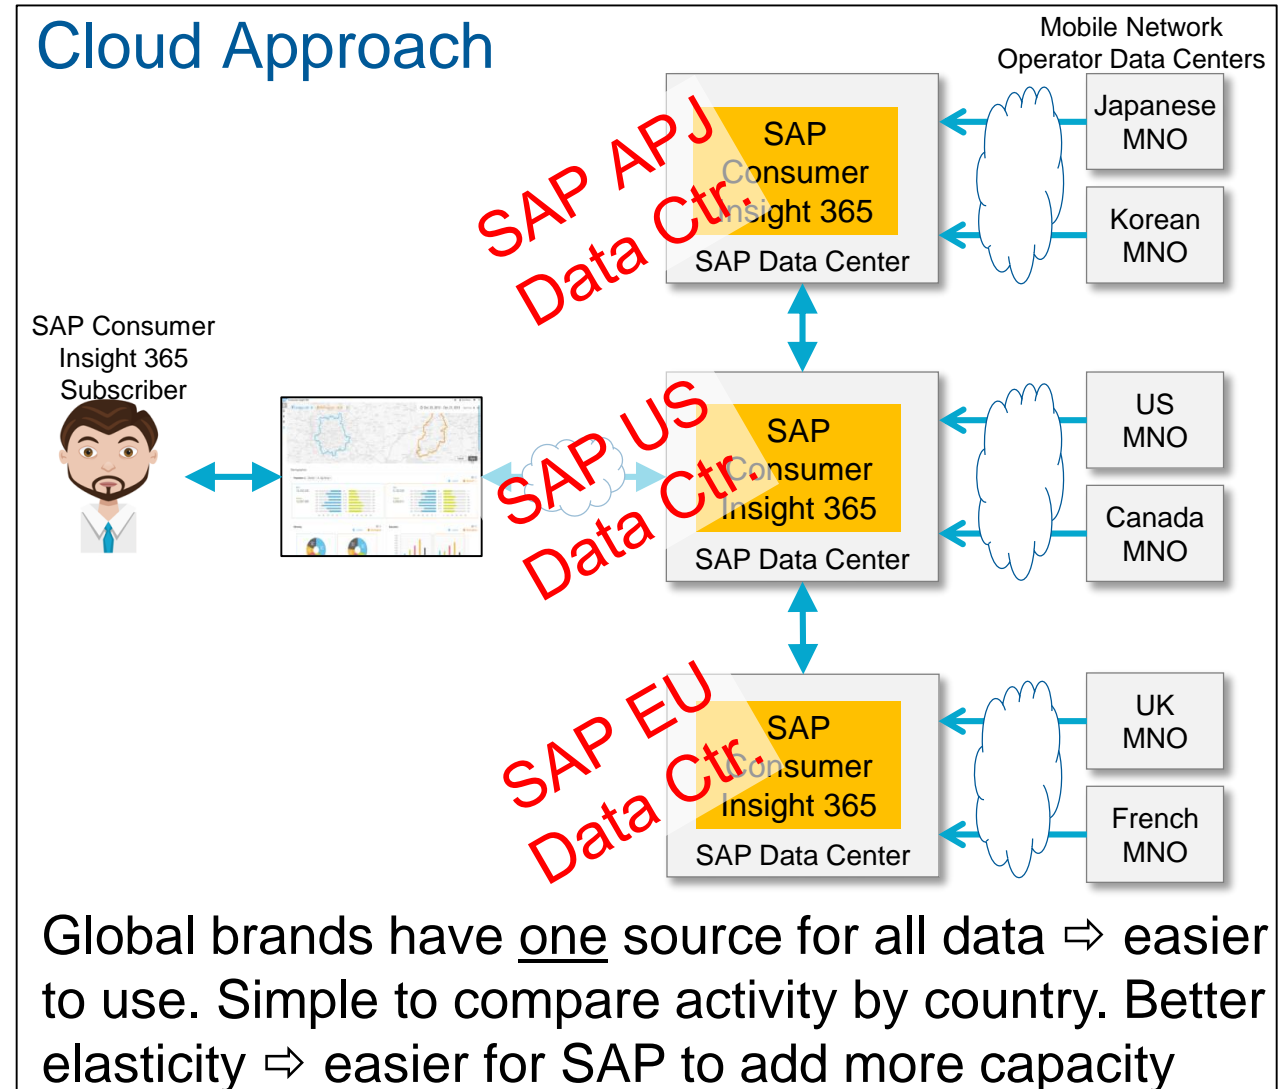 Cloud Approach
Mobile Network
Operator Data Centers
SAP
Consumer
Insight 365
SAP Data Center
SAP APJ
Data Ctr.
Japanese
MNO
Korean
MNO
SAP Consumer
Insight 365
Subscriber
SAP
Consumer
Insight 365
SAP Data Center
SAP US
Data Ctr.
US
MNO
Canada
MNO
SAP
Consumer
Insight 365
SAP Data Center
SAP EU
Data Ctr.
UK
MNO
French
MNO
Global brands have one source for all data ⇨ easier
to use. Simple to compare activity by country. Better
elasticity ⇨ easier for SAP to add more capacity